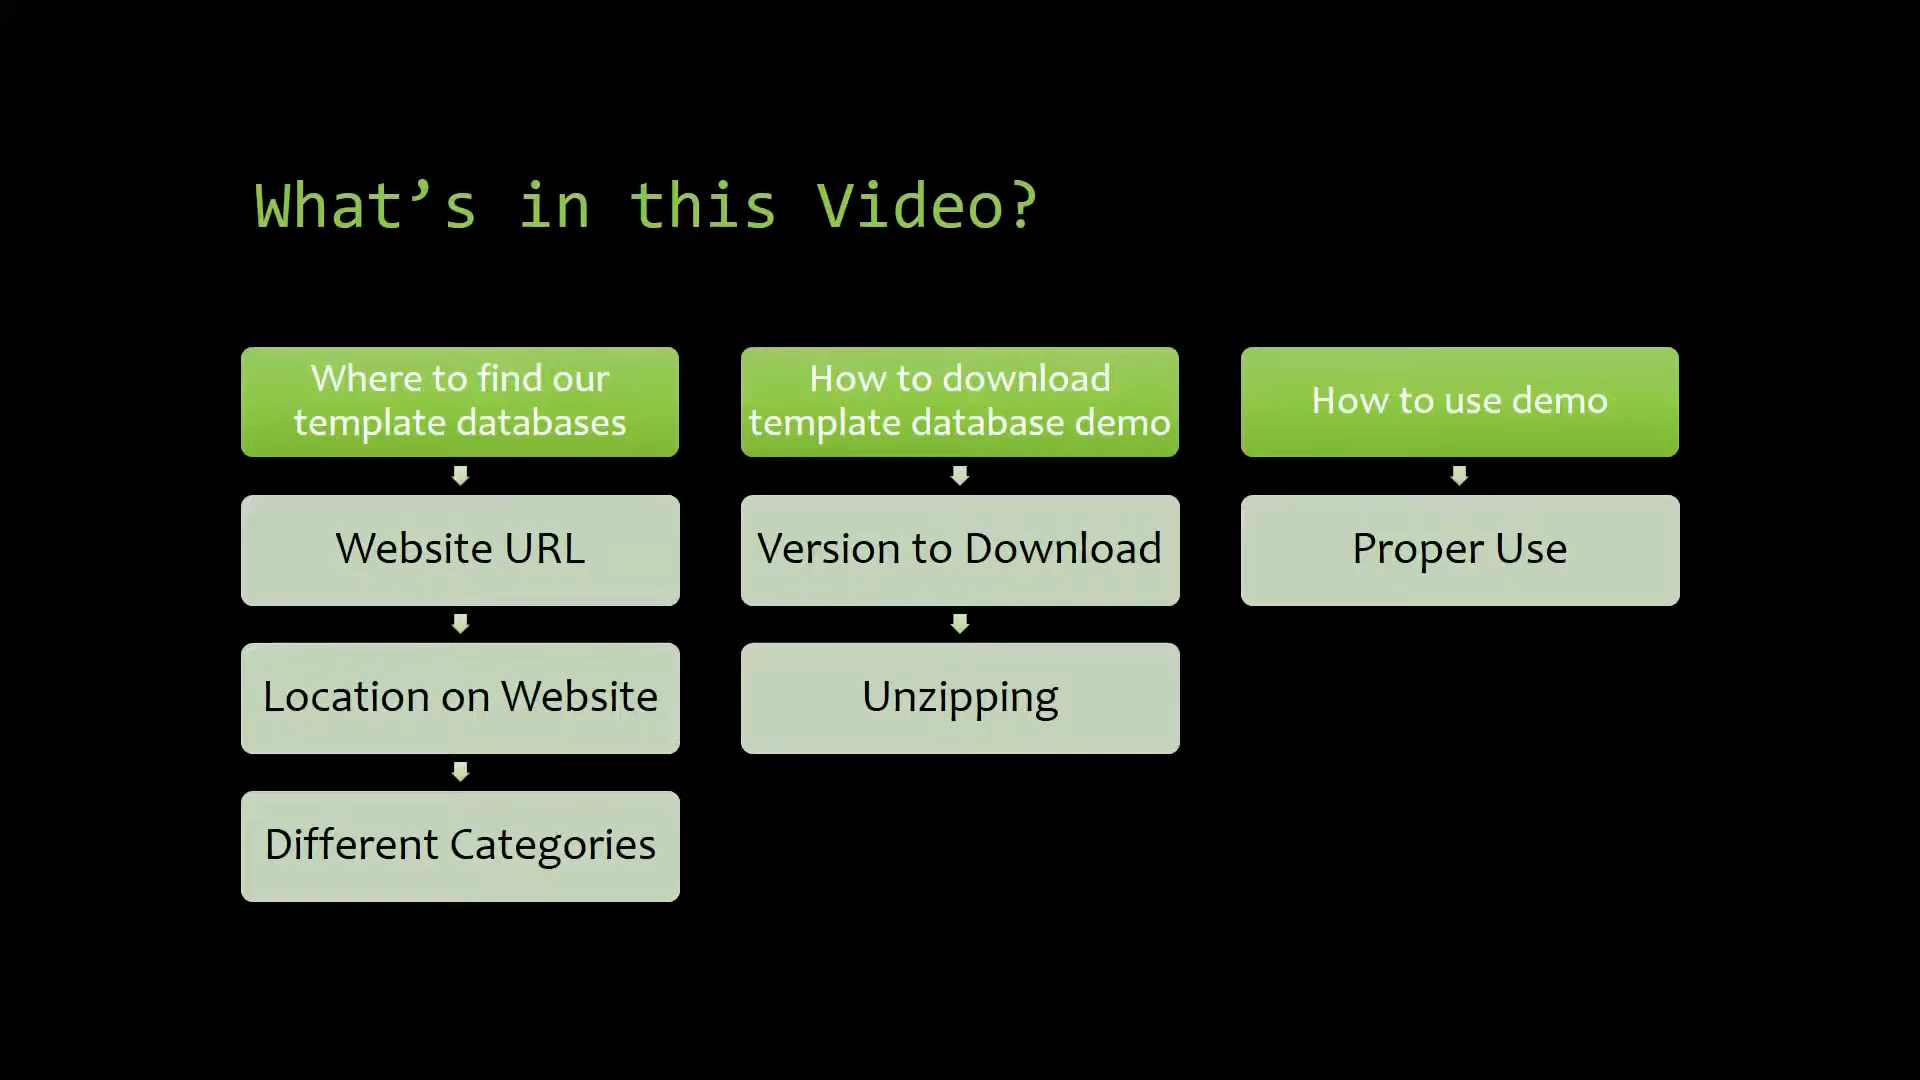 What’s in this Video?
Where to find our
template databases
Website URL
Location on Website
Different Categories
How to download
template database demo
Version to Download
Unzipping
How to use demo
Proper Use